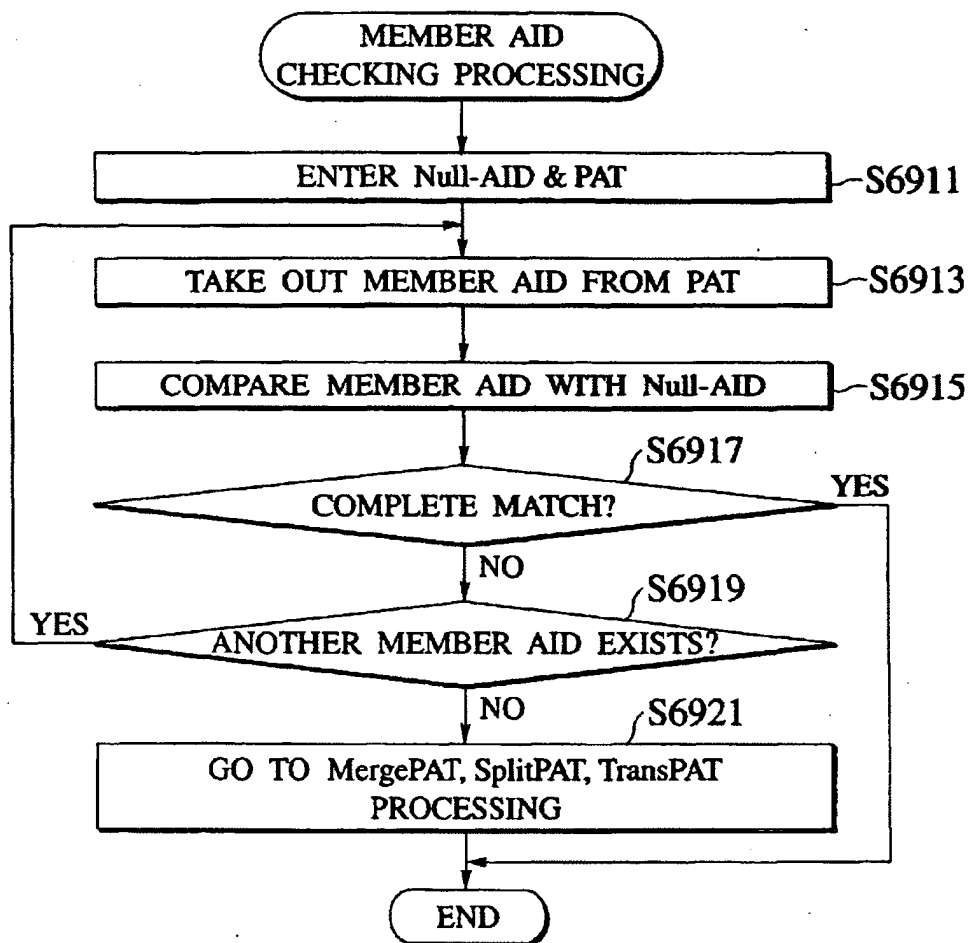 MEMBER AID
CHECKING PROCESSING
ENTER Null-AID & PAT
S6911
TAKE OUT MEMBER AID FROM PAT
S6913
COMPARE MEMBER AID WITH Null-AID
S6915
S6917
COMPLETE MATCH?
YES
NO
S6919
YES
ANOTHER MEMBER AID EXISTS?
NO
S6921
GO TO MergePAT, SplitPAT, TransPAT
PROCESSING
END